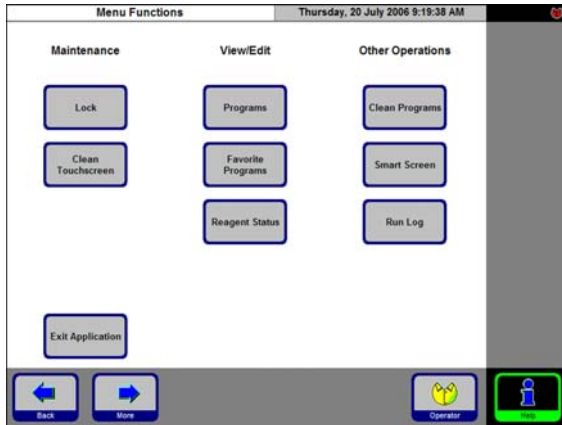 Menu Functions
Thursday, 20 July 2006 9:19:38 AM
Maintenance
View/Edit
Other Operations
Lock
Programs
Clean Programs
Clean
Touchscreen
Favorite
Programs
Smart Screen
Reagent Status
Run Log
Exit Application
Back
More
Operator
Help